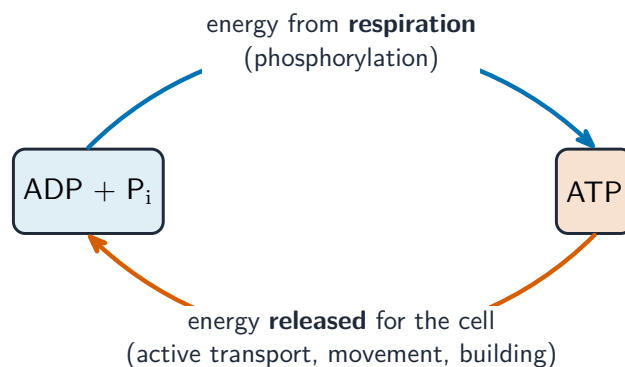 energy from respiration
(phosphorylation)
ADP + Pᵢ
ATP
energy released for the cell
(active transport, movement, building)